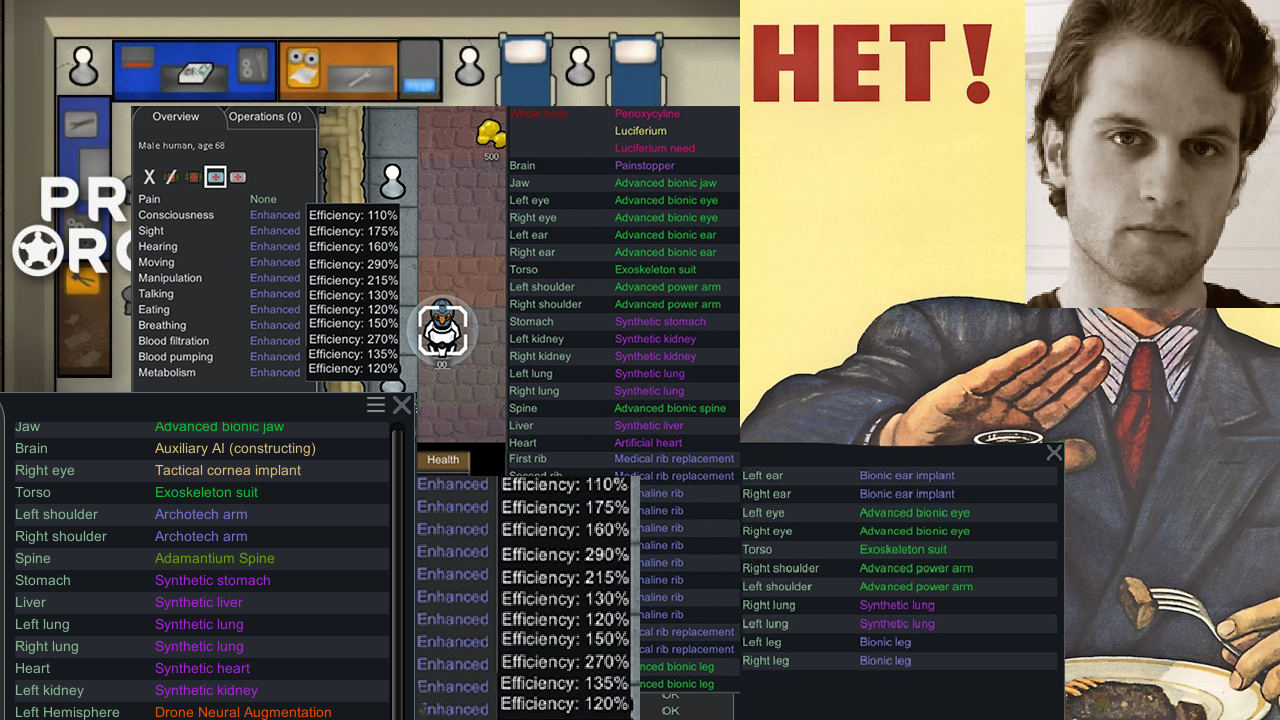 НЕТ!
PR
ORC
Overview
Operations (0)
Male human, age 68
Pain None
Consciousness Enhanced Efficiency: 110%
Sight Enhanced Efficiency: 175%
Hearing Enhanced Efficiency: 160%
Moving Enhanced Efficiency: 290%
Manipulation Enhanced Efficiency: 215%
Talking Enhanced Efficiency: 130%
Eating Enhanced Efficiency: 120%
Breathing Enhanced Efficiency: 150%
Blood filtration Enhanced Efficiency: 270%
Blood pumping Enhanced Efficiency: 135%
Metabolism Enhanced Efficiency: 120%
500
00
Whole body Penoxycyline
Luciferium
Luciferium need
Brain Painstopper
Jaw Advanced bionic jaw
Left eye Advanced bionic eye
Right eye Advanced bionic eye
Left ear Advanced bionic ear
Right ear Advanced bionic ear
Torso Exoskeleton suit
Left shoulder Advanced power arm
Right shoulder Advanced power arm
Stomach Synthetic stomach
Left kidney Synthetic kidney
Right kidney Synthetic kidney
Left lung Synthetic lung
Right lung Synthetic lung
Spine Advanced bionic spine
Liver Synthetic liver
Heart Artificial heart
First rib Medical rib replacement
Second rib Medical rib replacement
naline rib
naline rib
naline rib
naline rib
naline rib
naline rib
naline rib
naline rib
cal rib replacement
cal rib replacement
nced bionic leg
nced bionic leg
OK
OK
Health
Enhanced Efficiency: 110%
Enhanced Efficiency: 175%
Enhanced Efficiency: 160%
Enhanced Efficiency: 290%
Enhanced Efficiency: 215%
Enhanced Efficiency: 130%
Enhanced Efficiency: 120%
Enhanced Efficiency: 150%
Enhanced Efficiency: 270%
Enhanced Efficiency: 135%
Enhanced Efficiency: 120%
Jaw Advanced bionic jaw
Brain Auxiliary AI (constructing)
Right eye Tactical cornea implant
Torso Exoskeleton suit
Left shoulder Archotech arm
Right shoulder Archotech arm
Spine Adamantium Spine
Stomach Synthetic stomach
Liver Synthetic liver
Left lung Synthetic lung
Right lung Synthetic lung
Heart Synthetic heart
Left kidney Synthetic kidney
Left Hemisphere Drone Neural Augmentation
Left ear Bionic ear implant
Right ear Bionic ear implant
Left eye Advanced bionic eye
Right eye Advanced bionic eye
Torso Exoskeleton suit
Right shoulder Advanced power arm
Left shoulder Advanced power arm
Right lung Synthetic lung
Left lung Synthetic lung
Left leg Bionic leg
Right leg Bionic leg